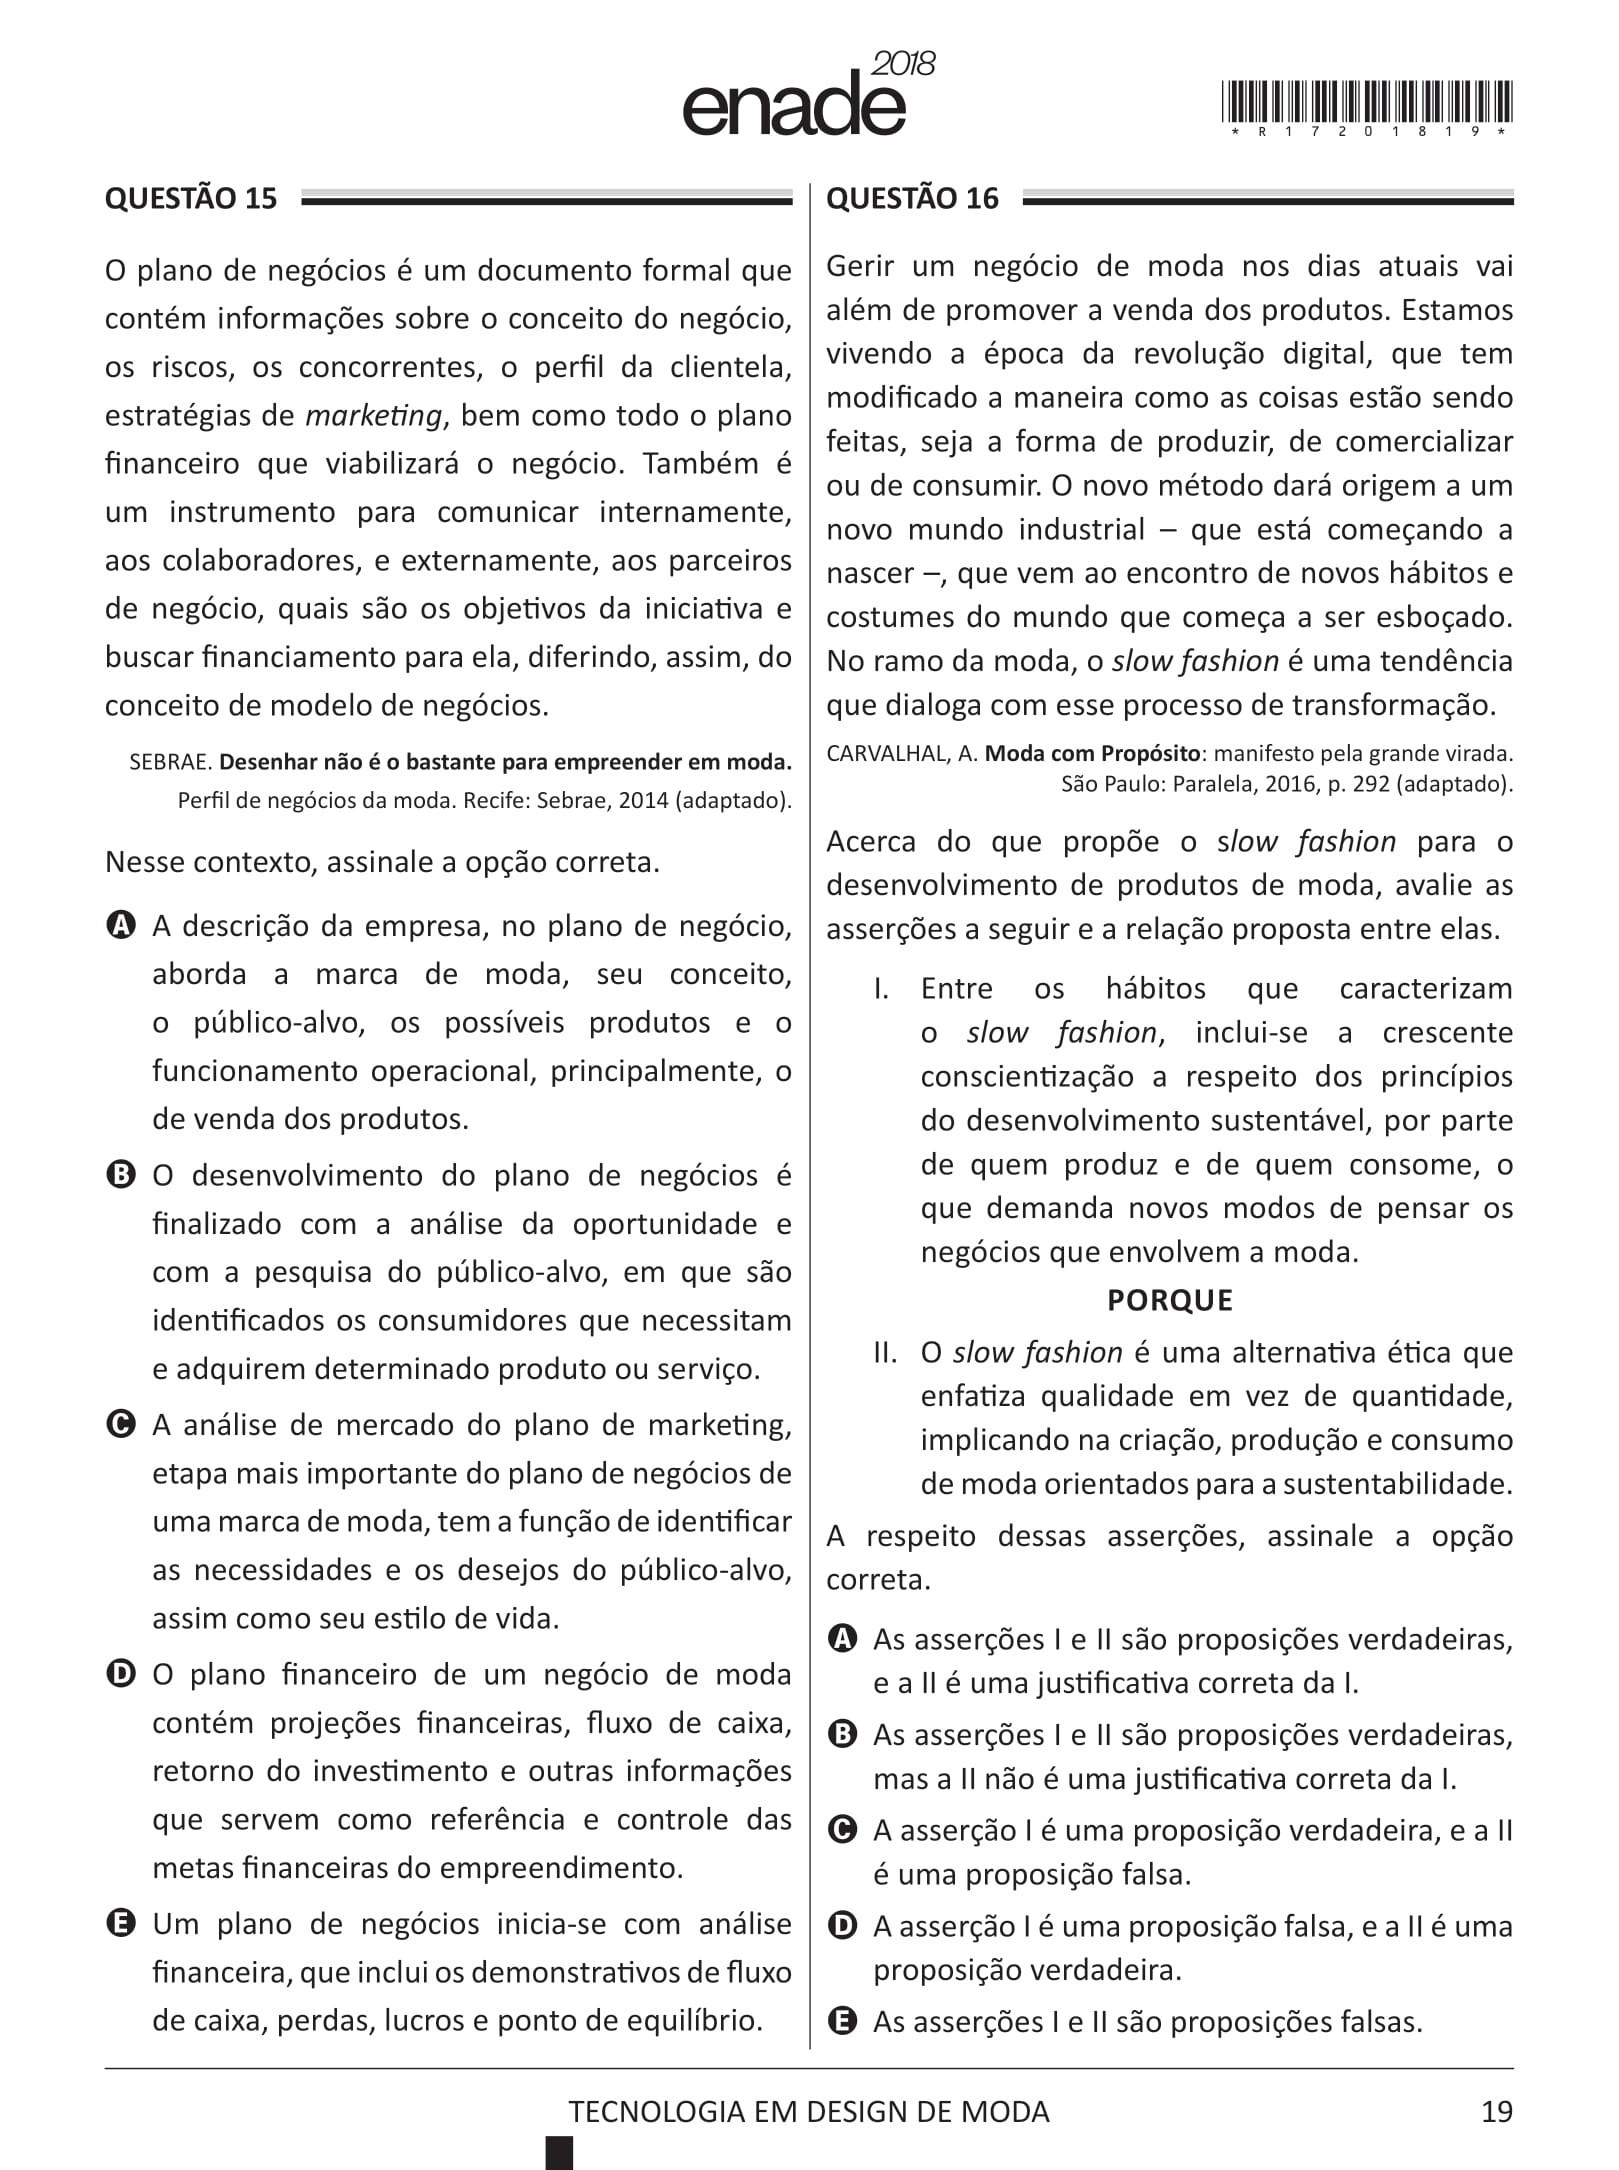 enade 2018
*R17201819*
QUESTÃO 15
O plano de negócios é um documento formal que
contém informações sobre o conceito do negócio,
os riscos, os concorrentes, o perfil da clientela,
estratégias de marketing, bem como todo o plano
financeiro que viabilizará o negócio. Também é
um instrumento para comunicar internamente,
aos colaboradores, e externamente, aos parceiros
de negócio, quais são os objetivos da iniciativa e
buscar financiamento para ela, diferindo, assim, do
conceito de modelo de negócios.
SEBRAE. Desenhar não é o bastante para empreender em moda.
Perfil de negócios da moda. Recife: Sebrae, 2014 (adaptado).
Nesse contexto, assinale a opção correta.
A A descrição da empresa, no plano de negócio,
aborda a marca de moda, seu conceito,
o público-alvo, os possíveis produtos e o
funcionamento operacional, principalmente, o
de venda dos produtos.
B O desenvolvimento do plano de negócios é
finalizado com a análise da oportunidade e
com a pesquisa do público-alvo, em que são
identificados os consumidores que necessitam
e adquirem determinado produto ou serviço.
C A análise de mercado do plano de marketing,
etapa mais importante do plano de negócios de
uma marca de moda, tem a função de identificar
as necessidades e os desejos do público-alvo,
assim como seu estilo de vida.
D O plano financeiro de um negócio de moda
contém projeções financeiras, fluxo de caixa,
retorno do investimento e outras informações
que servem como referência e controle das
metas financeiras do empreendimento.
E Um plano de negócios inicia-se com análise
financeira, que inclui os demonstrativos de fluxo
de caixa, perdas, lucros e ponto de equilíbrio.
QUESTÃO 16
Gerir um negócio de moda nos dias atuais vai
além de promover a venda dos produtos. Estamos
vivendo a época da revolução digital, que tem
modificado a maneira como as coisas estão sendo
feitas, seja a forma de produzir, de comercializar
ou de consumir. O novo método dará origem a um
novo mundo industrial – que está começando a
nascer –, que vem ao encontro de novos hábitos e
costumes do mundo que começa a ser esboçado.
No ramo da moda, o slow fashion é uma tendência
que dialoga com esse processo de transformação.
CARVALHAL, A. Moda com Propósito: manifesto pela grande virada.
São Paulo: Paralela, 2016, p. 292 (adaptado).
Acerca do que propõe o slow fashion para o
desenvolvimento de produtos de moda, avalie as
asserções a seguir e a relação proposta entre elas.
I. Entre os hábitos que caracterizam
o slow fashion, inclui-se a crescente
conscientização a respeito dos princípios
do desenvolvimento sustentável, por parte
de quem produz e de quem consome, o
que demanda novos modos de pensar os
negócios que envolvem a moda.
PORQUE
II. O slow fashion é uma alternativa ética que
enfatiza qualidade em vez de quantidade,
implicando na criação, produção e consumo
de moda orientados para a sustentabilidade.
A respeito dessas asserções, assinale a opção
correta.
A As asserções I e II são proposições verdadeiras,
e a II é uma justificativa correta da I.
B As asserções I e II são proposições verdadeiras,
mas a II não é uma justificativa correta da I.
C A asserção I é uma proposição verdadeira, e a II
é uma proposição falsa.
D A asserção I é uma proposição falsa, e a II é uma
proposição verdadeira.
E As asserções I e II são proposições falsas.
TECNOLOGIA EM DESIGN DE MODA
19